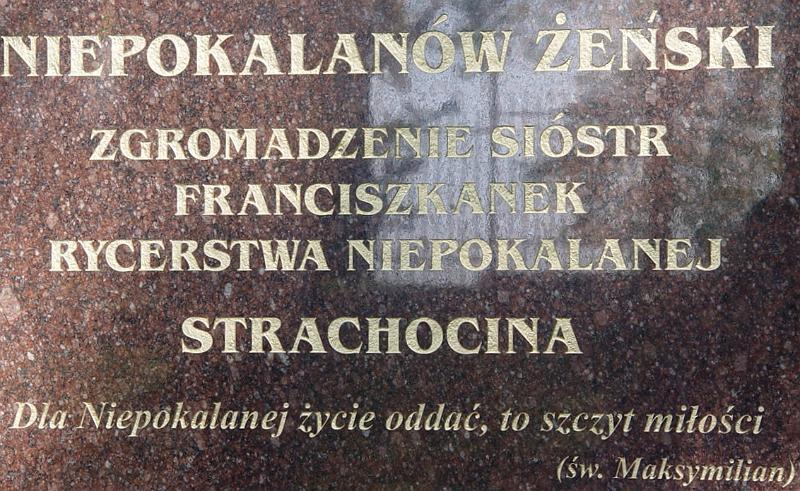 NIEPOKALANÓW ŻEŃSKI
ZGROMADZENIE SIÓSTR
FRANCISZKANEK
RYCERSTWA NIEPOKALANEJ
STRACHOCINA
Dla Niepokalanej życie oddać, to szczyt miłości
(św. Maksymilian)